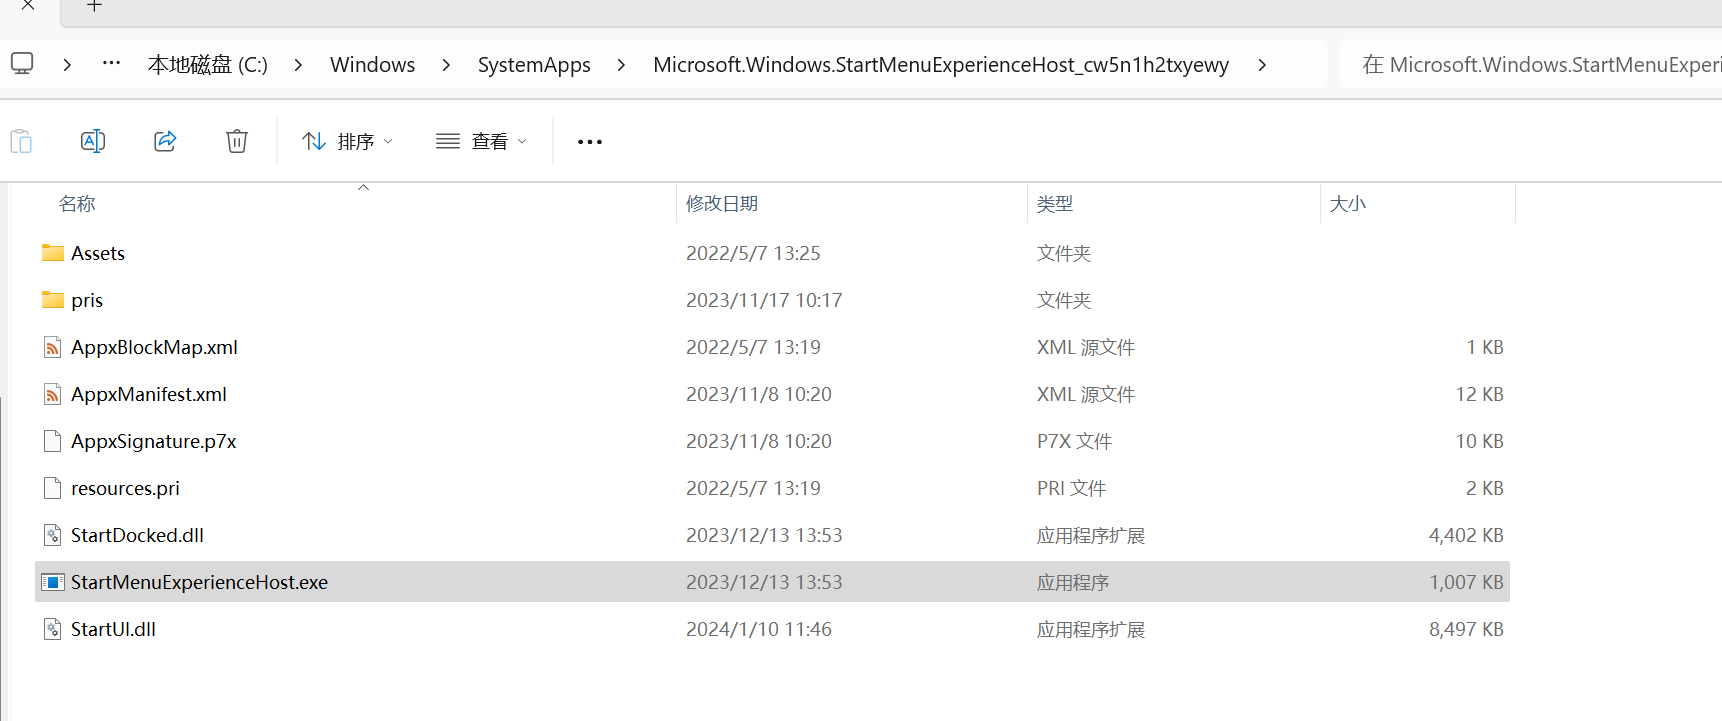 本地磁盘 (C:) Windows SystemApps Microsoft.Windows.StartMenuExperienceHost_cw5n1h2txyewy 在 Microsoft.Windows.StartMenuExperi
排序 查看
名称 修改日期 类型 大小
Assets 2022/5/7 13:25 文件夹
pris 2023/11/17 10:17 文件夹
AppxBlockMap.xml 2022/5/7 13:19 XML 源文件 1 KB
AppxManifest.xml 2023/11/8 10:20 XML 源文件 12 KB
AppxSignature.p7x 2023/11/8 10:20 P7X 文件 10 KB
resources.pri 2022/5/7 13:19 PRI 文件 2 KB
StartDocked.dll 2023/12/13 13:53 应用程序扩展 4,402 KB
StartMenuExperienceHost.exe 2023/12/13 13:53 应用程序 1,007 KB
StartUI.dll 2024/1/10 11:46 应用程序扩展 8,497 KB